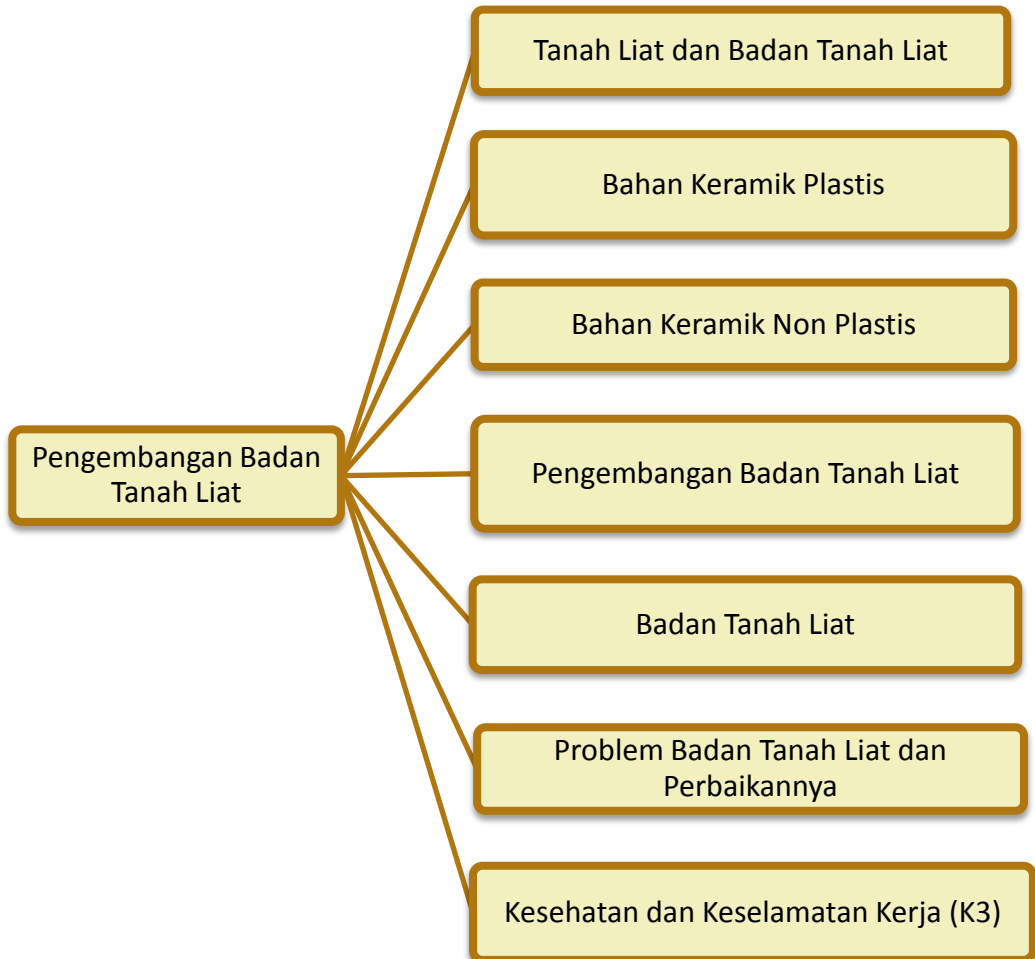 Tanah Liat dan Badan Tanah Liat
Bahan Keramik Plastis
Bahan Keramik Non Plastis
Pengembangan Badan
Tanah Liat
Pengembangan Badan Tanah Liat
Badan Tanah Liat
Problem Badan Tanah Liat dan
Perbaikannya
Kesehatan dan Keselamatan Kerja (K3)